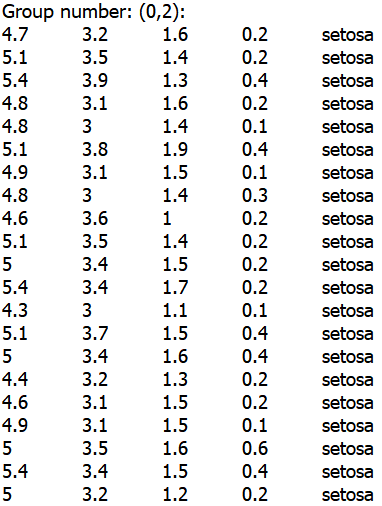 Group number: (0,2):
4.7 3.2 1.6 0.2 setosa
5.1 3.5 1.4 0.2 setosa
5.4 3.9 1.3 0.4 setosa
4.8 3.1 1.6 0.2 setosa
4.8 3 1.4 0.1 setosa
5.1 3.8 1.9 0.4 setosa
4.9 3.1 1.5 0.1 setosa
4.8 3 1.4 0.3 setosa
4.6 3.6 1 0.2 setosa
5.1 3.5 1.4 0.2 setosa
5 3.4 1.5 0.2 setosa
5.4 3.4 1.7 0.2 setosa
4.3 3 1.1 0.1 setosa
5.1 3.7 1.5 0.4 setosa
5 3.4 1.6 0.4 setosa
4.4 3.2 1.3 0.2 setosa
4.6 3.1 1.5 0.2 setosa
4.9 3.1 1.5 0.1 setosa
5 3.5 1.6 0.6 setosa
5.4 3.4 1.5 0.4 setosa
5 3.2 1.2 0.2 setosa